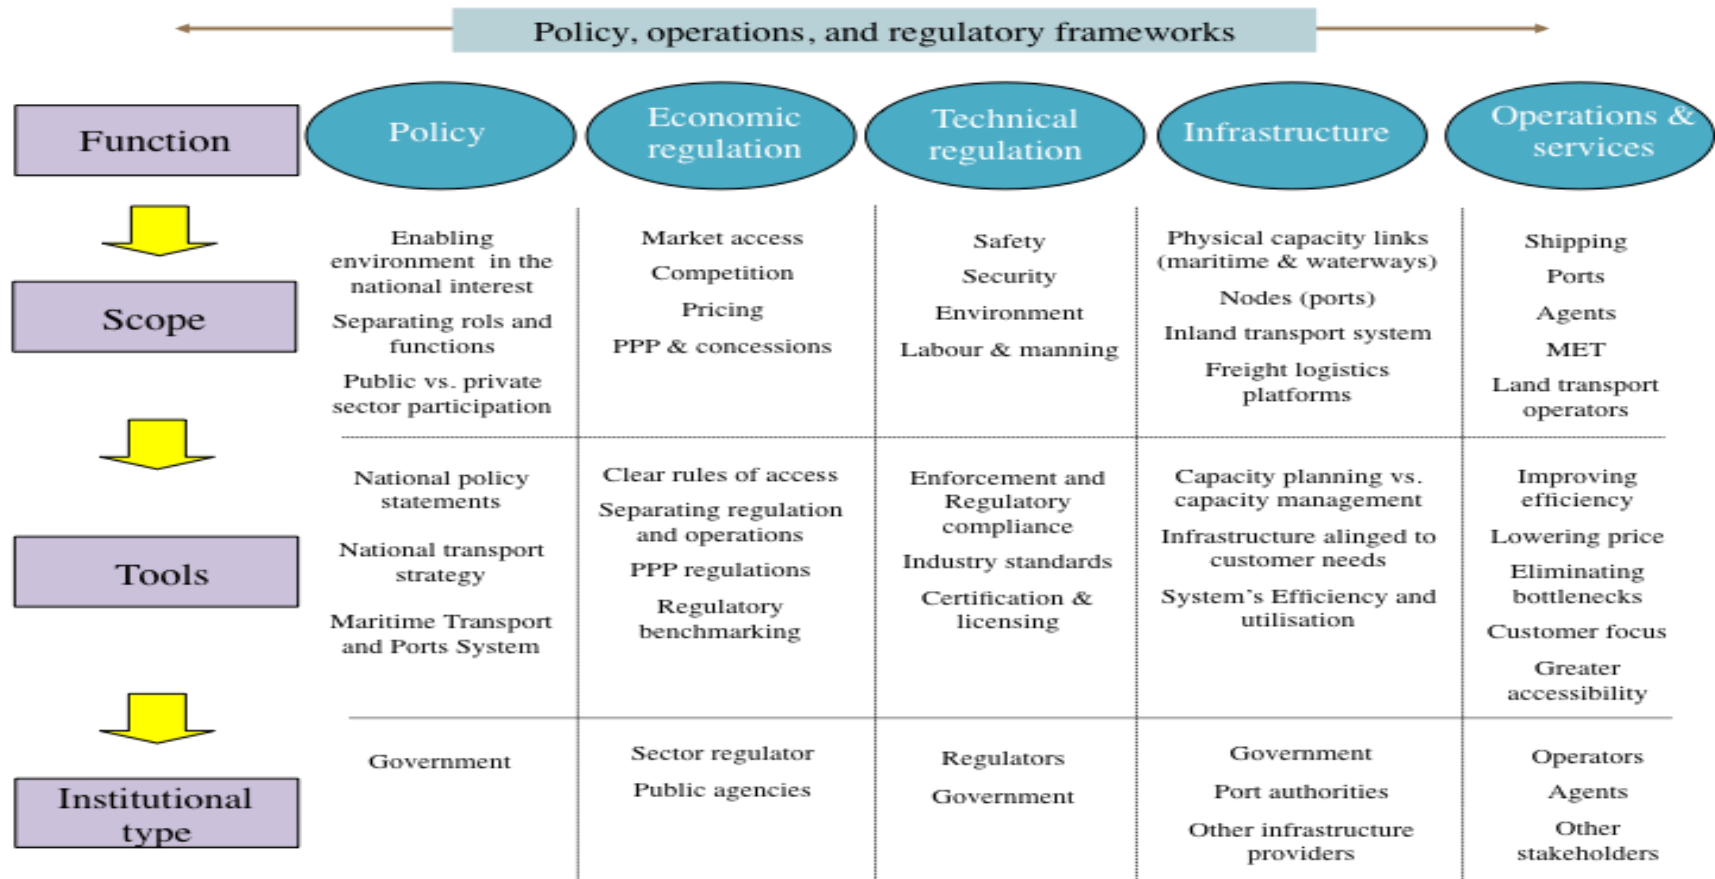 Policy, operations, and regulatory frameworks
Function
Policy
Economic
regulation
Technical
regulation
Infrastructure
Operations &
services
Scope
Enabling
environment in the
national interest
Separating rols and
functions
Public vs. private
sector participation
Market access
Competition
Pricing
PPP & concessions
Safety
Security
Environment
Labour & manning
Physical capacity links
(maritime & waterways)
Nodes (ports)
Inland transport system
Freight logistics
platforms
Shipping
Ports
Agents
MET
Land transport
operators
Tools
National policy
statements
National transport
strategy
Maritime Transport
and Ports System
Clear rules of access
Separating regulation
and operations
PPP regulations
Regulatory
benchmarking
Enforcement and
Regulatory
compliance
Industry standards
Certification &
licensing
Capacity planning vs.
capacity management
Infrastructure alinged to
customer needs
System's Efficiency and
utilisation
Improving
efficiency
Lowering price
Eliminating
bottlenecks
Customer focus
Greater
accessibility
Institutional
type
Government
Sector regulator
Public agencies
Regulators
Government
Government
Port authorities
Other infrastructure
providers
Operators
Agents
Other
stakeholders